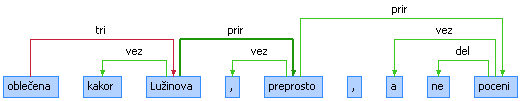 prir
tri prir vez
vez vez del
oblečena kakor Lužinova , preprosto , a ne poceni